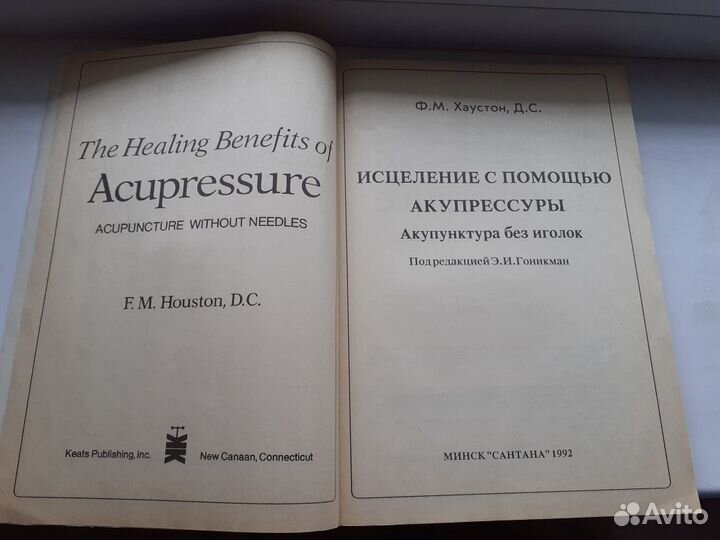 The Healing Benefits of
Acupressure
ACUPUNCTURE WITHOUT NEEDLES
F. M. Houston, D.C.
Keats Publishing, Inc.
New Canaan, Connecticut
Ф.М. Хаустон, Д.С.
ИСЦЕЛЕНИЕ С ПОМОЩЬЮ
АКУПРЕССУРЫ
Акупунктура без иголок
Под редакцией Э.И.Гоникман
МИНСК "САНТАНА" 1992
Avito